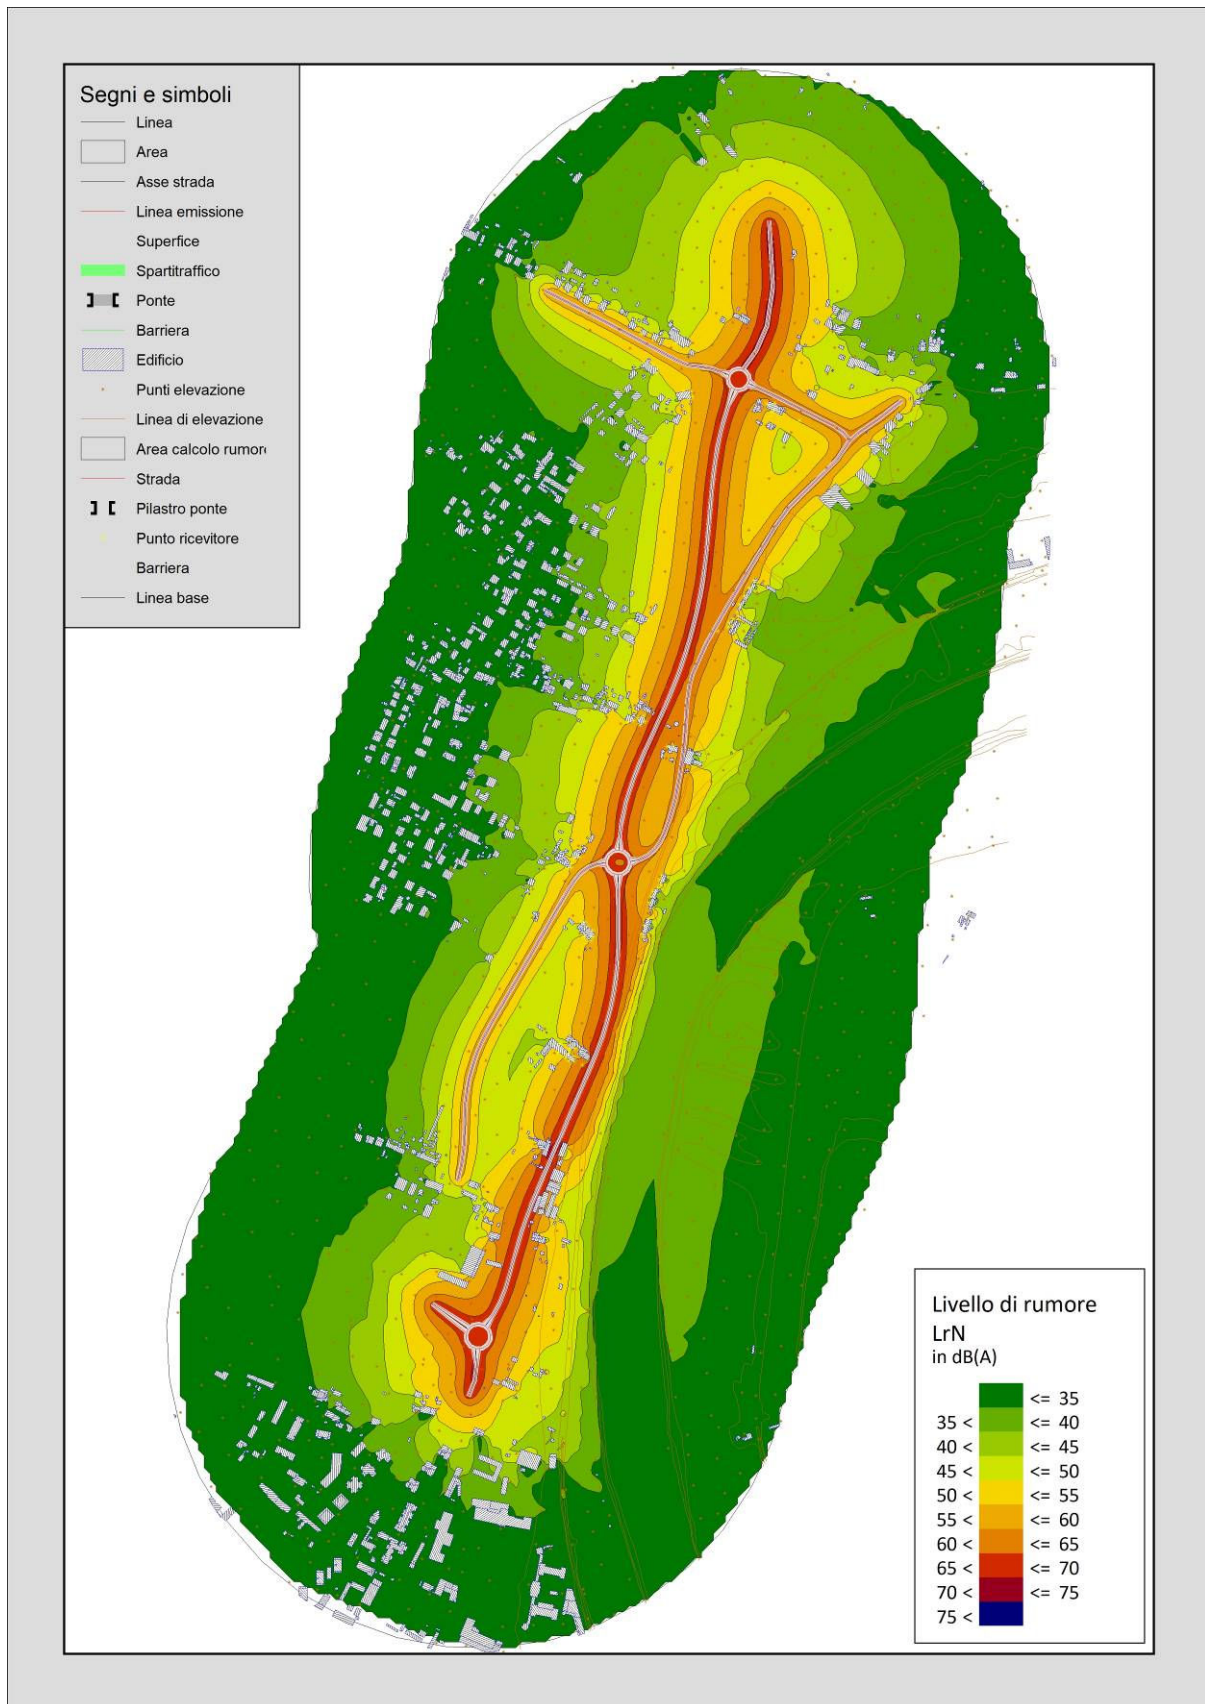 Segni e simboli
Linea
Area
Asse strada
Linea emissione
Superfice
Spartitraffico
Ponte
Barriera
Edificio
Punti elevazione
Linea di elevazione
Area calcolo rumor
Strada
Pilastro ponte
Punto ricevitore
Barriera
Linea base
Livello di rumore
LrN
in dB(A)
<= 35
35 < <= 40
40 < <= 45
45 < <= 50
50 < <= 55
55 < <= 60
60 < <= 65
65 < <= 70
70 < <= 75
75 <